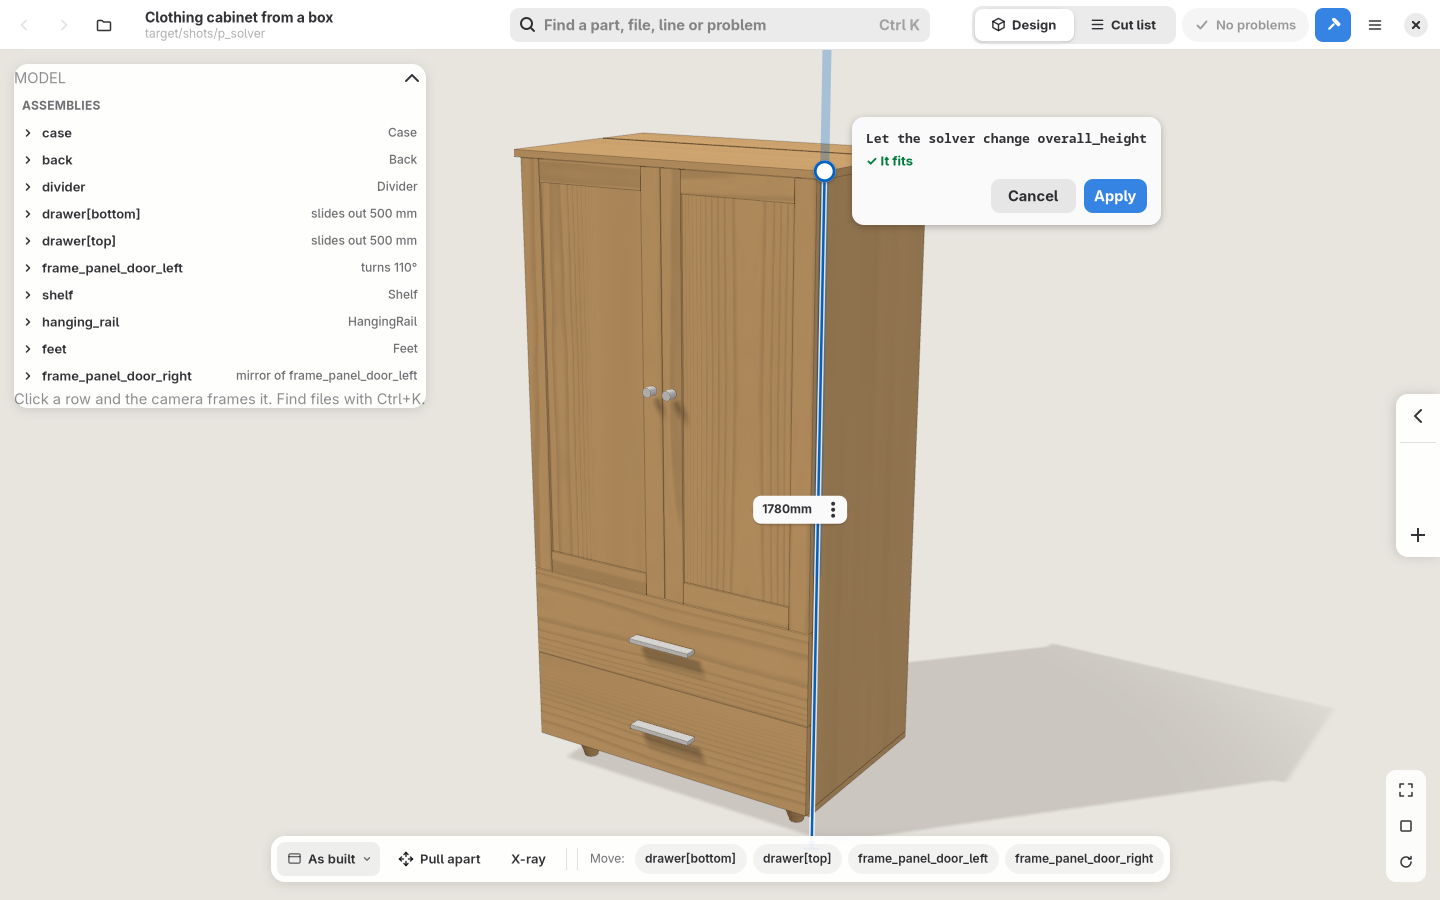 Clothing cabinet from a box
target/shots/p_solver
Find a part, file, line or problem
Ctrl K
Design
Cut list
No problems
MODEL
ASSEMBLIES
case Case
back Back
divider Divider
drawer[bottom] slides out 500 mm
drawer[top] slides out 500 mm
frame_panel_door_left turns 110°
shelf Shelf
hanging_rail HangingRail
feet Feet
frame_panel_door_right mirror of frame_panel_door_left
Click a row and the camera frames it. Find files with Ctrl+K.
Let the solver change overall_height
It fits
Cancel
Apply
1780mm
As built
Pull apart
X-ray
Move:
drawer[bottom]
drawer[top]
frame_panel_door_left
frame_panel_door_right